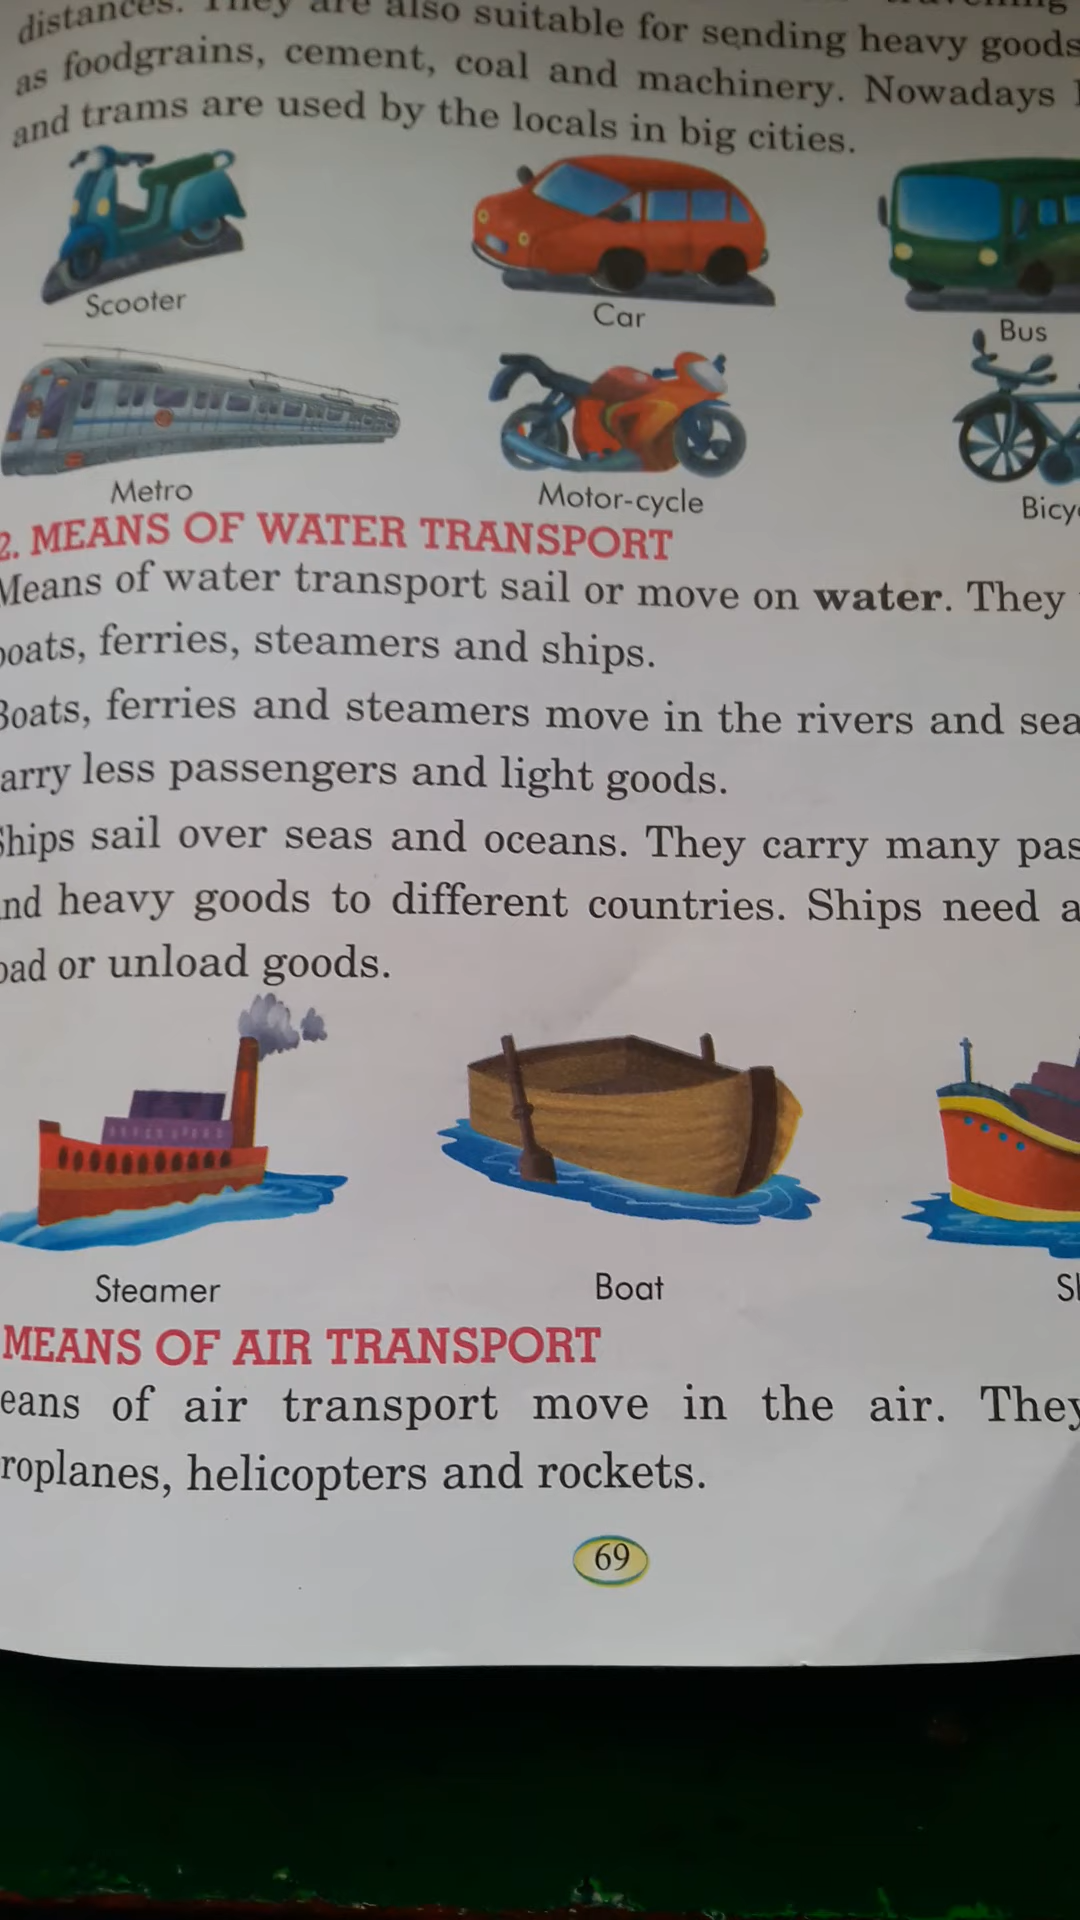 distances. They are also suitable for sending heavy goods
as foodgrains, cement, coal and machinery. Nowadays
and trams are used by the locals in big cities.
Scooter
Car
Bus
Metro
Motor-cycle
Bicy
2. MEANS OF WATER TRANSPORT
Means of water transport sail or move on water. They
boats, ferries, steamers and ships.
Boats, ferries and steamers move in the rivers and sea
arry less passengers and light goods.
Ships sail over seas and oceans. They carry many pas
nd heavy goods to different countries. Ships need a
oad or unload goods.
Steamer
Boat
MEANS OF AIR TRANSPORT
eans of air transport move in the air. They
roplanes, helicopters and rockets.
69